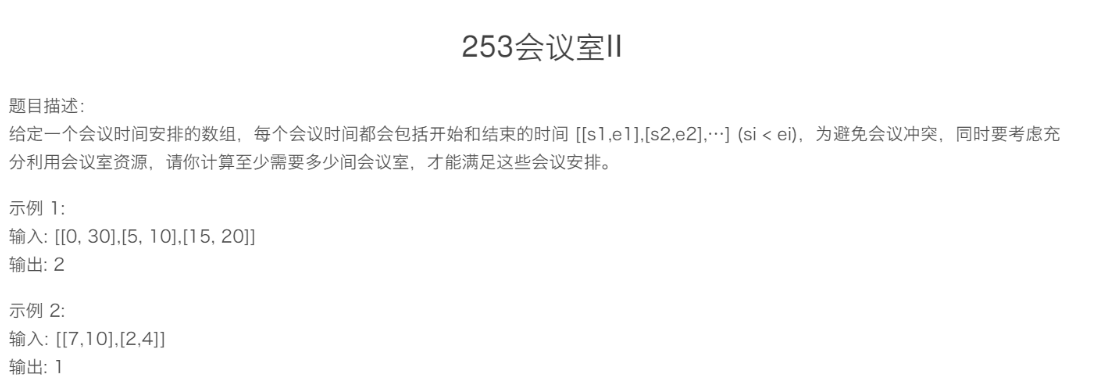 253会议室II
题目描述：
给定一个会议时间安排的数组，每个会议时间都会包括开始和结束的时间 [[s1,e1],[s2,e2],…] (si < ei)，为避免会议冲突，同时要考虑充
分利用会议室资源，请你计算至少需要多少间会议室，才能满足这些会议安排。
示例 1:
输入: [[0, 30],[5, 10],[15, 20]]
输出: 2
示例 2:
输入: [[7,10],[2,4]]
输出: 1